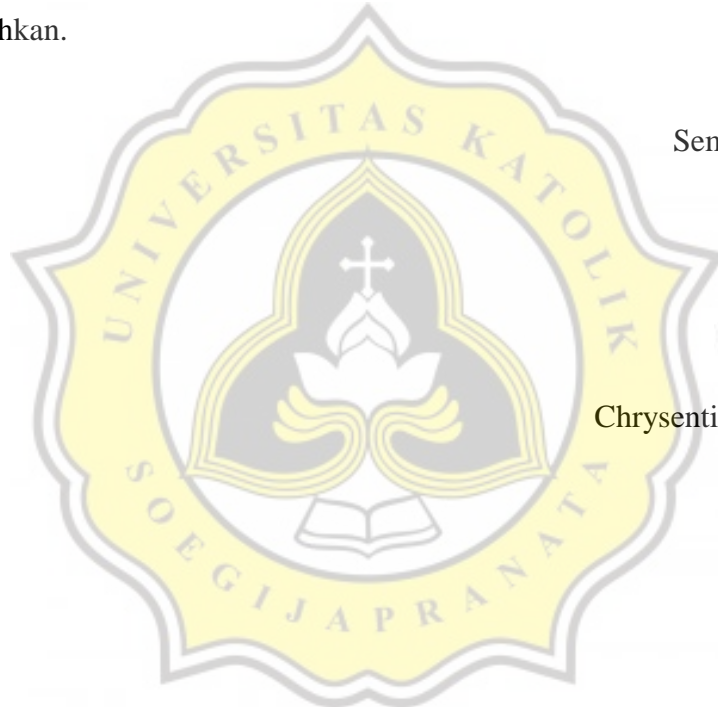 hkan.
UNIVERSITAS KATOLIK
Sem
Chrysenti
SOEGIJAPRANATA